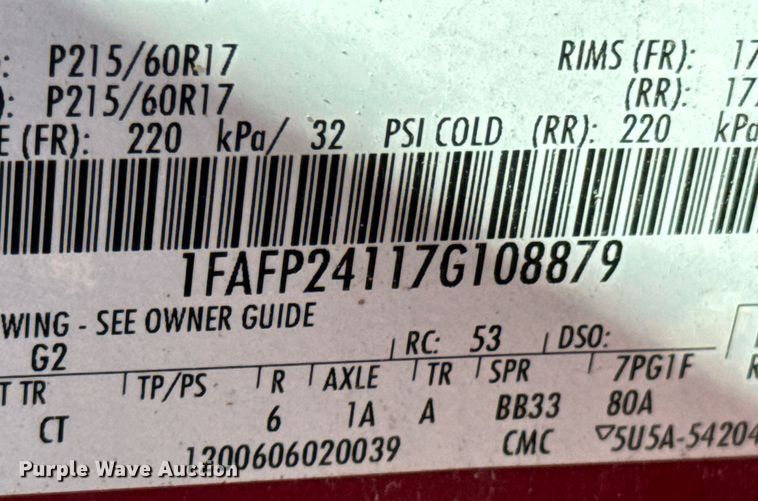 : P215/60R17 RIMS (FR): 17
): P215/60R17 (RR): 17
E (FR): 220 kPa/ 32 PSI COLD (RR): 220 kPa
1FAFP24117G108879
WING - SEE OWNER GUIDE
G2 RC: 53 DSO:
T TR TP/PS R AXLE TR SPR 7PG1F
CT 6 1A A BB33 80A
1300606020039 CMC ▽5U5A-54204
Purple Wave Auction